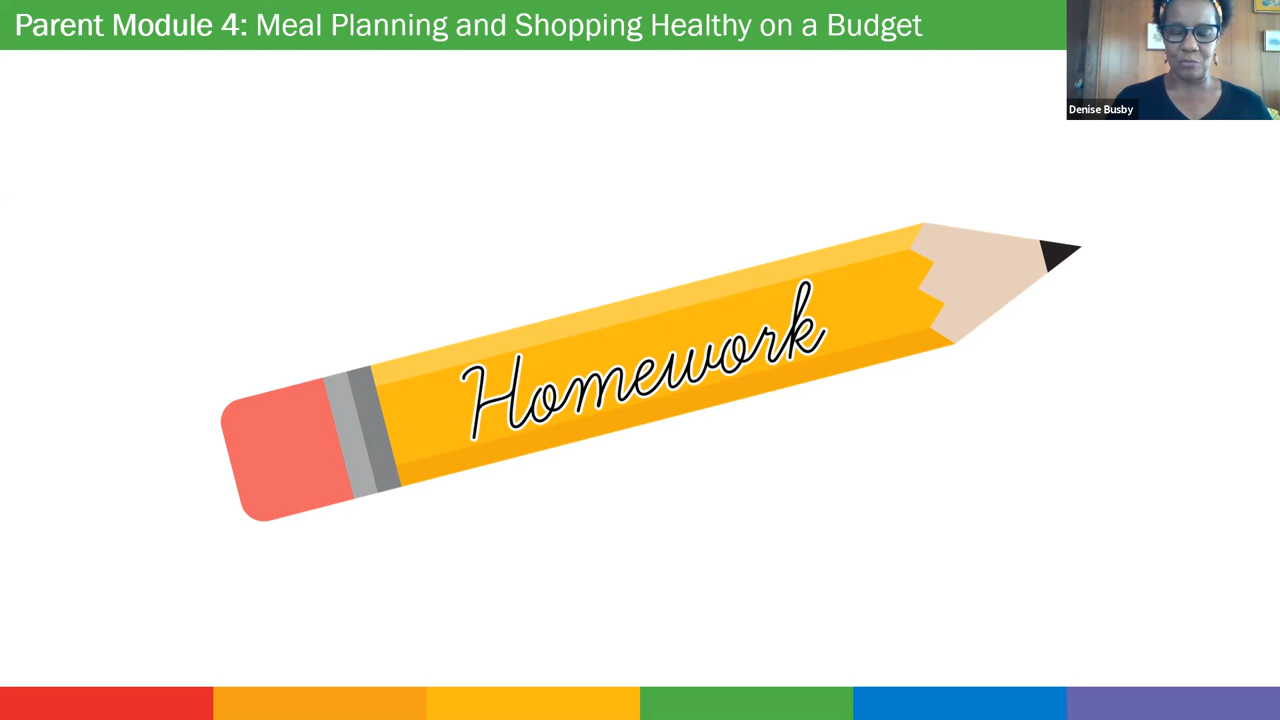 Parent Module 4: Meal Planning and Shopping Healthy on a Budget
Denise Busby
Homework